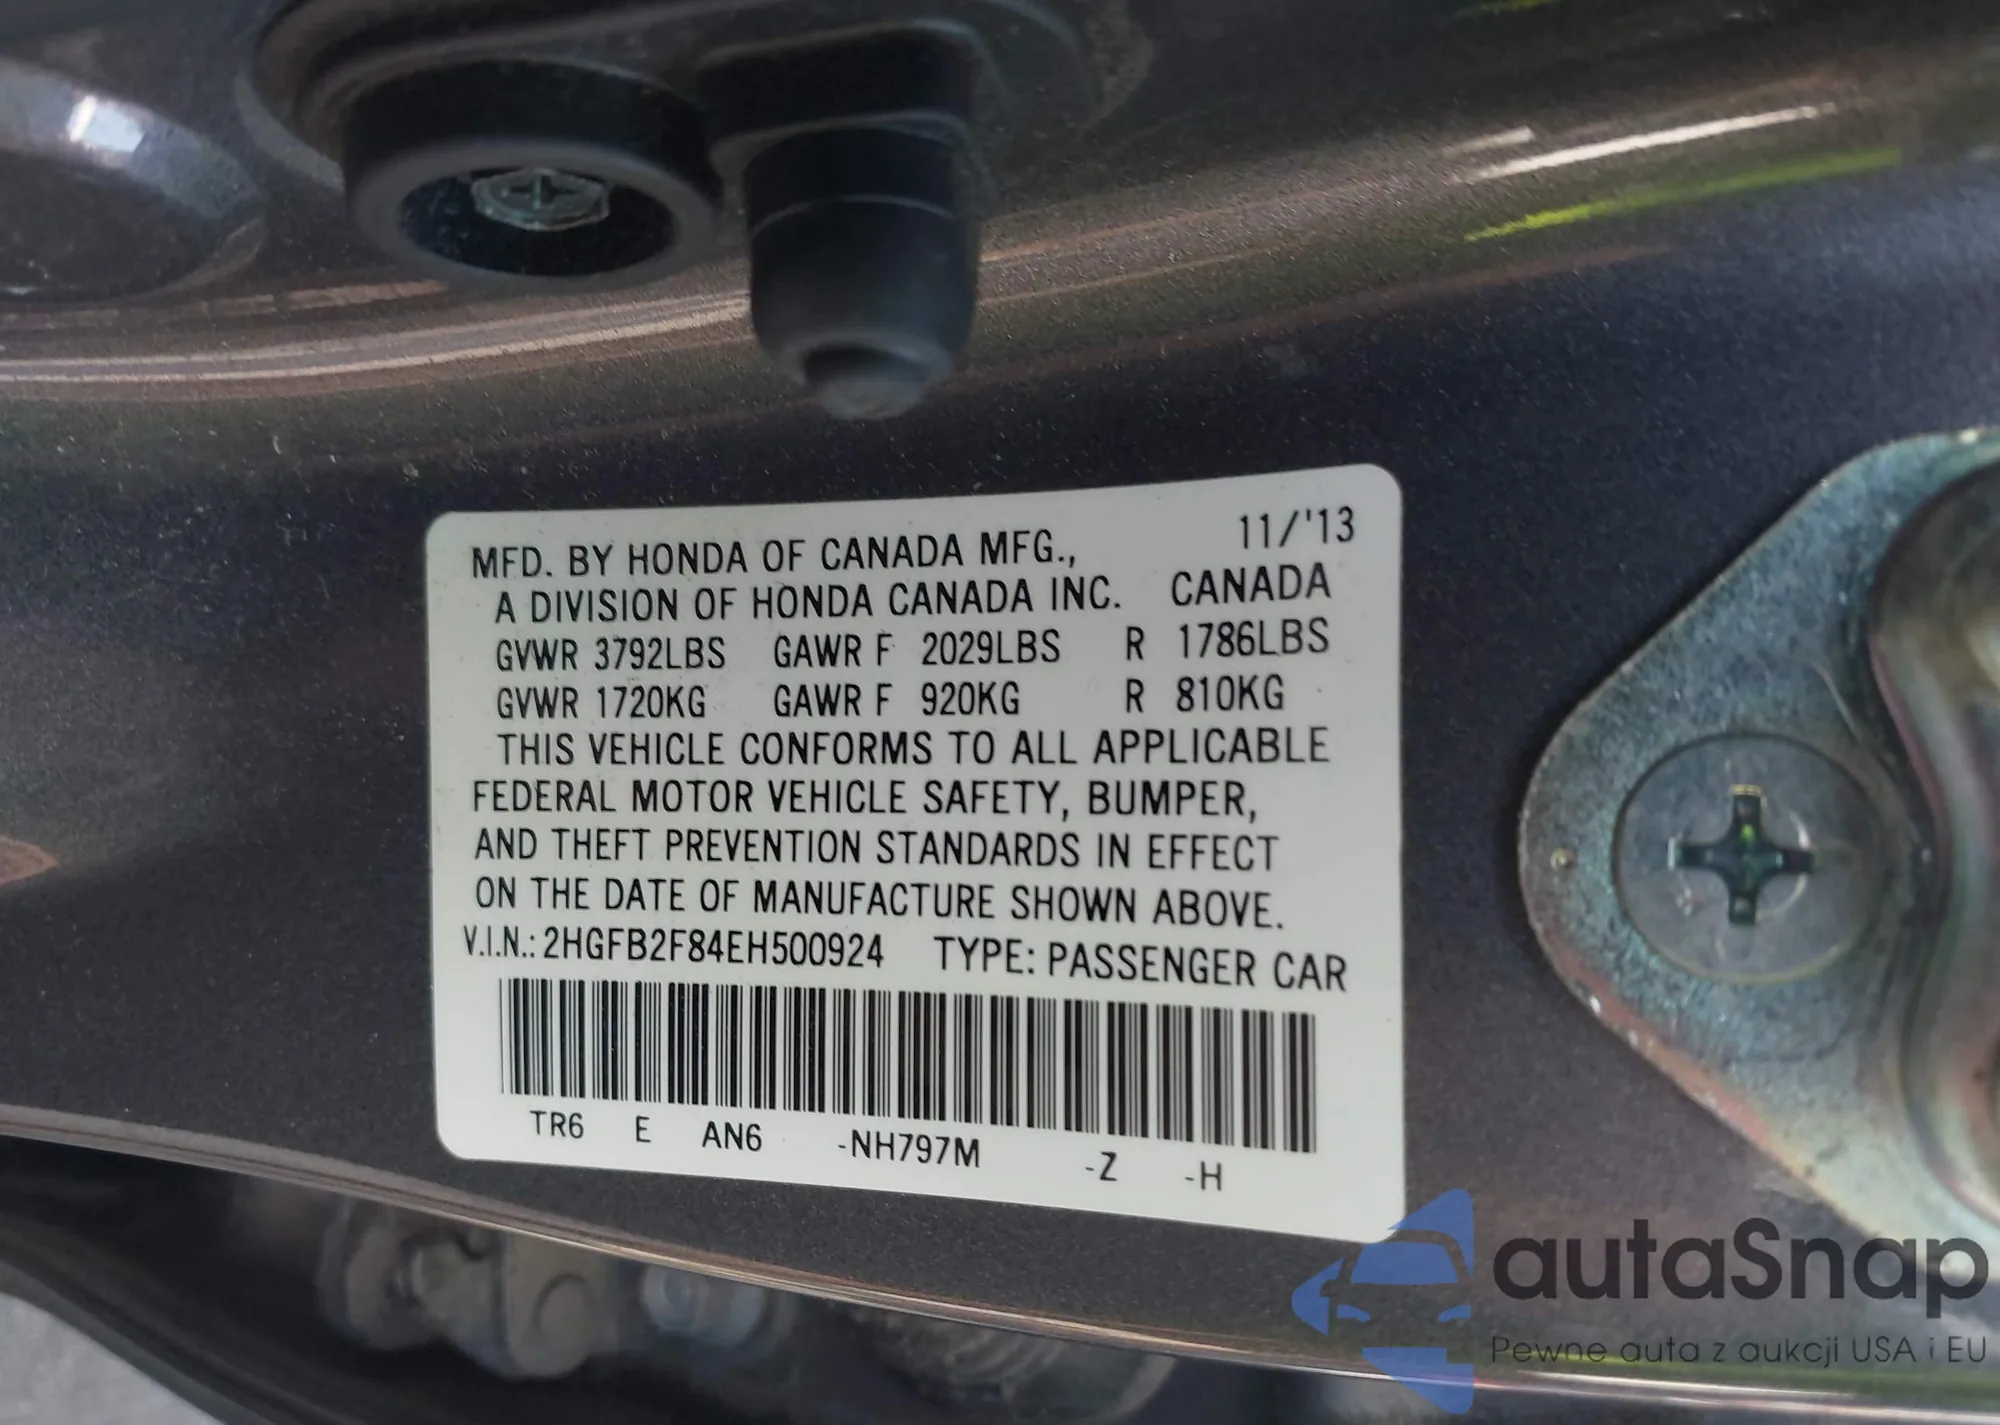 11/'13
MFD. BY HONDA OF CANADA MFG.,
A DIVISION OF HONDA CANADA INC. CANADA
GVWR 3792LBS GAWR F 2029LBS R 1786LBS
GVWR 1720KG GAWR F 920KG R 810KG
THIS VEHICLE CONFORMS TO ALL APPLICABLE
FEDERAL MOTOR VEHICLE SAFETY, BUMPER,
AND THEFT PREVENTION STANDARDS IN EFFECT
ON THE DATE OF MANUFACTURE SHOWN ABOVE.
V.I.N.: 2HGFB2F84EH500924 TYPE: PASSENGER CAR
TR6 E AN6 -NH797M -Z -H
autaSnap
Pewne auta z aukcji USA i EU